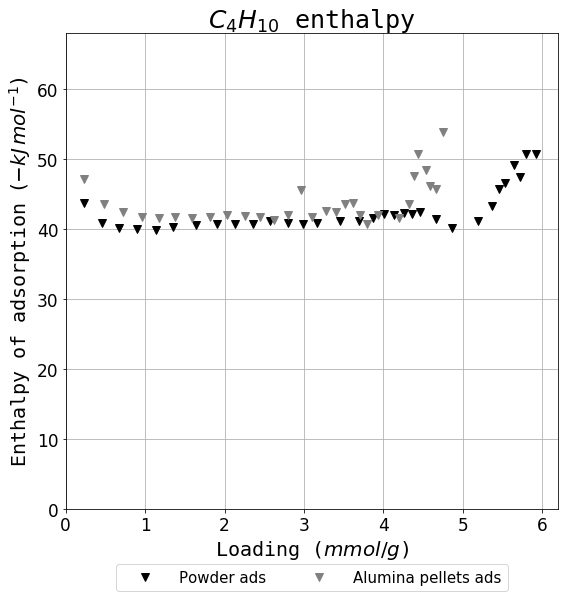 C₄H₁₀ enthalpy
Enthalpy of adsorption (−kJ mol⁻¹)
60
50
40
30
20
10
0
0 1 2 3 4 5 6
Loading (mmol/g)
Powder ads Alumina pellets ads